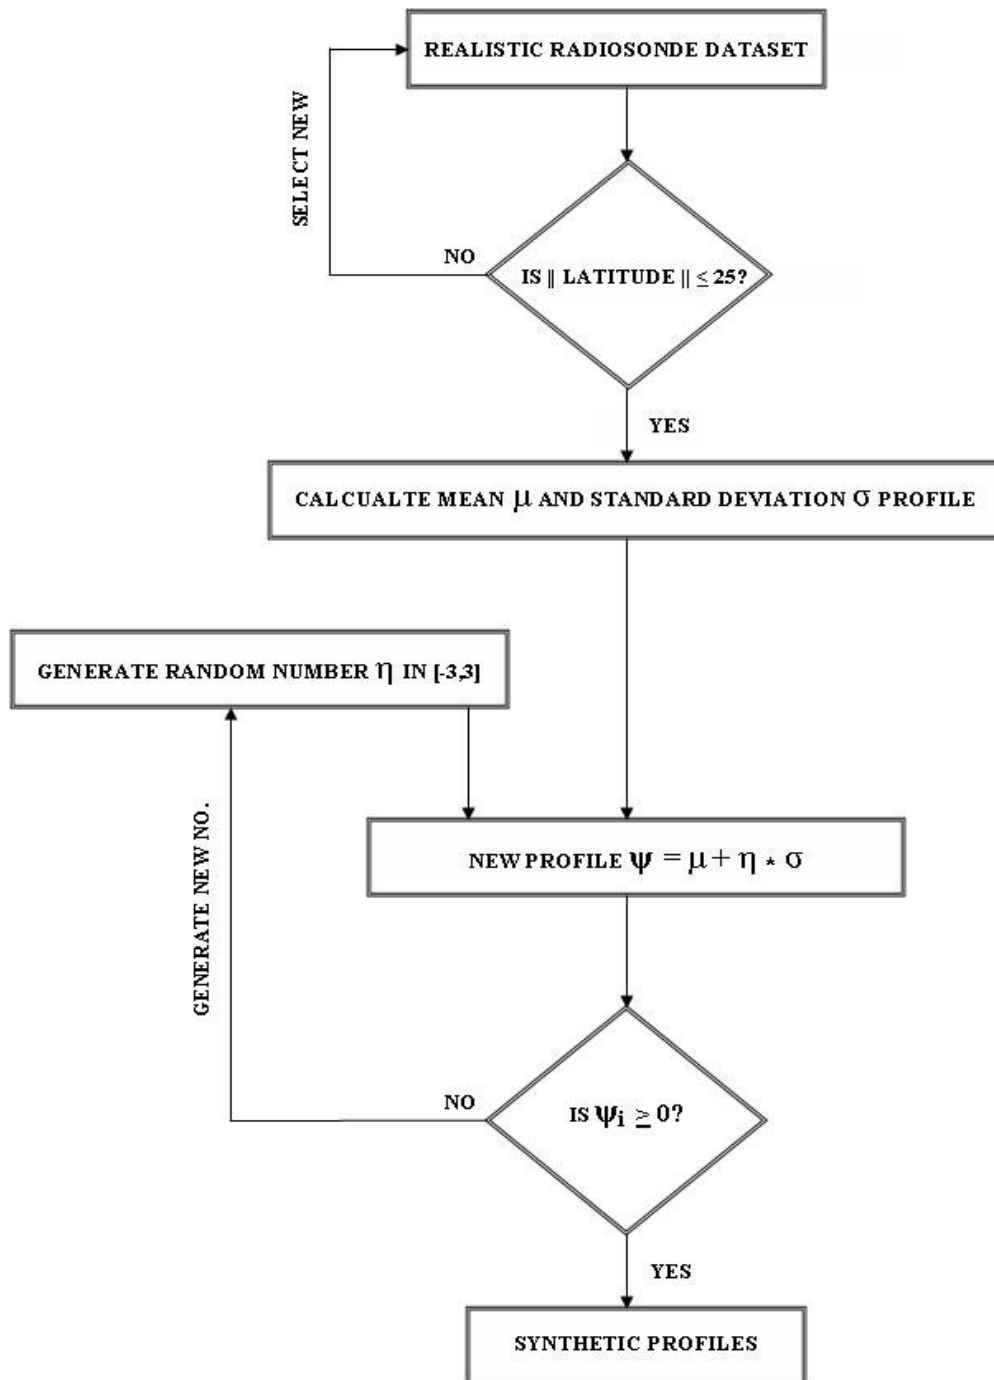 REALISTIC RADIOSONDE DATASET
SELECT NEW
NO
IS || LATITUDE || ≤ 25?
YES
CALCUALTE MEAN μ AND STANDARD DEVIATION σ PROFILE
GENERATE RANDOM NUMBER η IN [-3,3]
GENERATE NEW NO.
NEW PROFILE ψ = μ + η * σ
NO
IS ψi ≥ 0?
YES
SYNTHETIC PROFILES